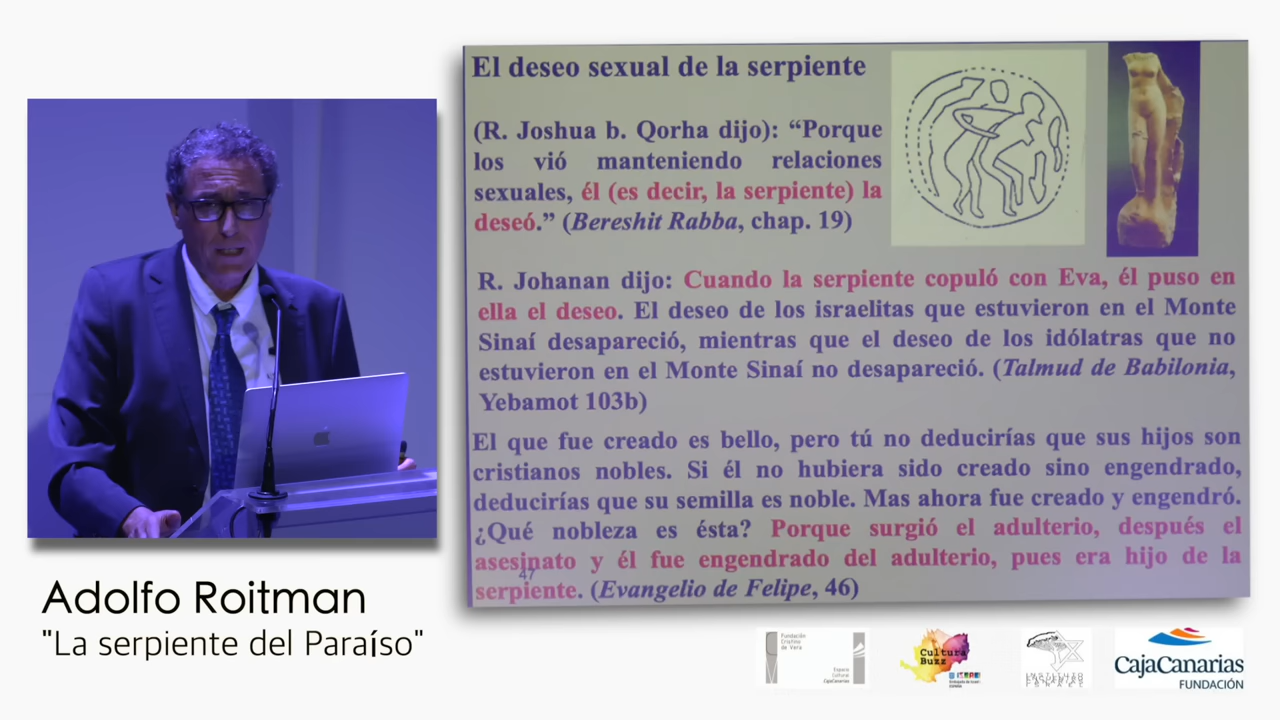 El deseo sexual de la serpiente
(R. Joshua b. Qorha dijo): “Porque
los vió manteniendo relaciones
sexuales, él (es decir, la serpiente) la
deseó.” (Bereshit Rabba, chap. 19)
R. Johanan dijo: Cuando la serpiente copuló con Eva, él puso en
ella el deseo. El deseo de los israelitas que estuvieron en el Monte
Sinaí desapareció, mientras que el deseo de los idólatras que no
estuvieron en el Monte Sinaí no desapareció. (Talmud de Babilonia,
Yebamot 103b)
El que fue creado es bello, pero tú no deducirías que sus hijos son
cristianos nobles. Si él no hubiera sido creado sino engendrado,
deducirías que su semilla es noble. Mas ahora fue creado y engendró.
¿Qué nobleza es ésta? Porque surgió el adulterio, después el
asesinato y él fue engendrado del adulterio, pues era hijo de la
serpiente. (Evangelio de Felipe, 46)
47
Adolfo Roitman
"La serpiente del Paraíso"
Fundación
Cristino
de Vera
Espacio
Cultural
CajaCanarias
Cultura
Buzz
CajaCanarias
FUNDACIÓN